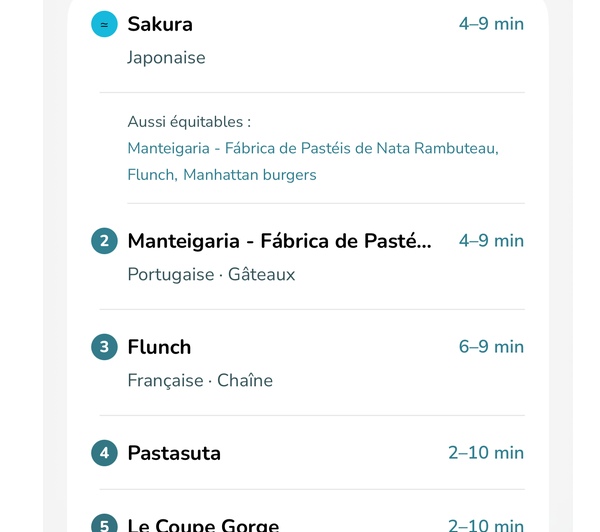 ≃ Sakura 4–9 min
Japonaise
Aussi équitables :
Manteigaria - Fábrica de Pastéis de Nata Rambuteau,
Flunch, Manhattan burgers
2 Manteigaria - Fábrica de Pasté... 4–9 min
Portugaise · Gâteaux
3 Flunch 6–9 min
Française · Chaîne
4 Pastasuta 2–10 min
5 Le Coupe Gorge 2–10 min